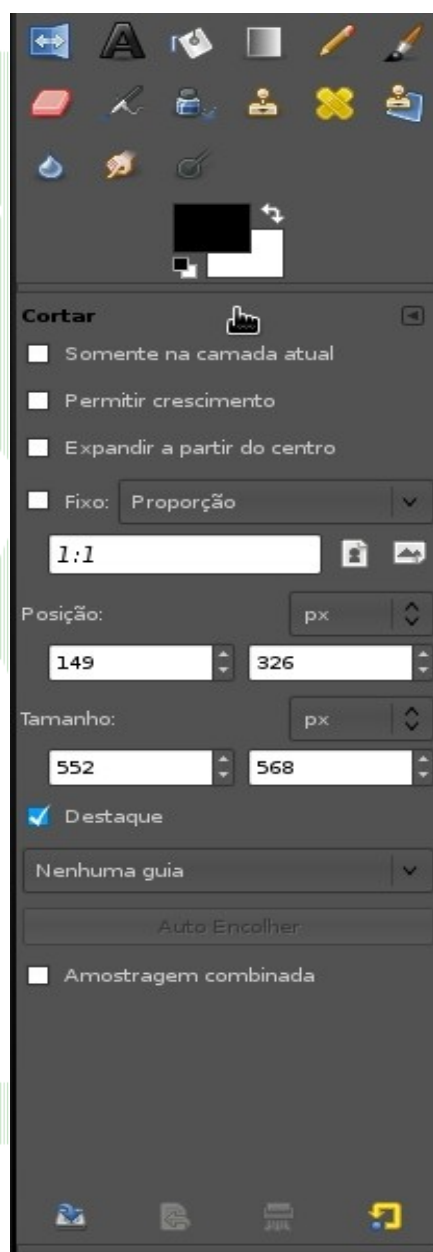 Cortar
Somente na camada atual
Permitir crescimento
Expandir a partir do centro
Fixo: Proporção
1:1
Posição: px
149 326
Tamanho: px
552 568
Destaque
Nenhuma guia
Auto Encolher
Amostragem combinada